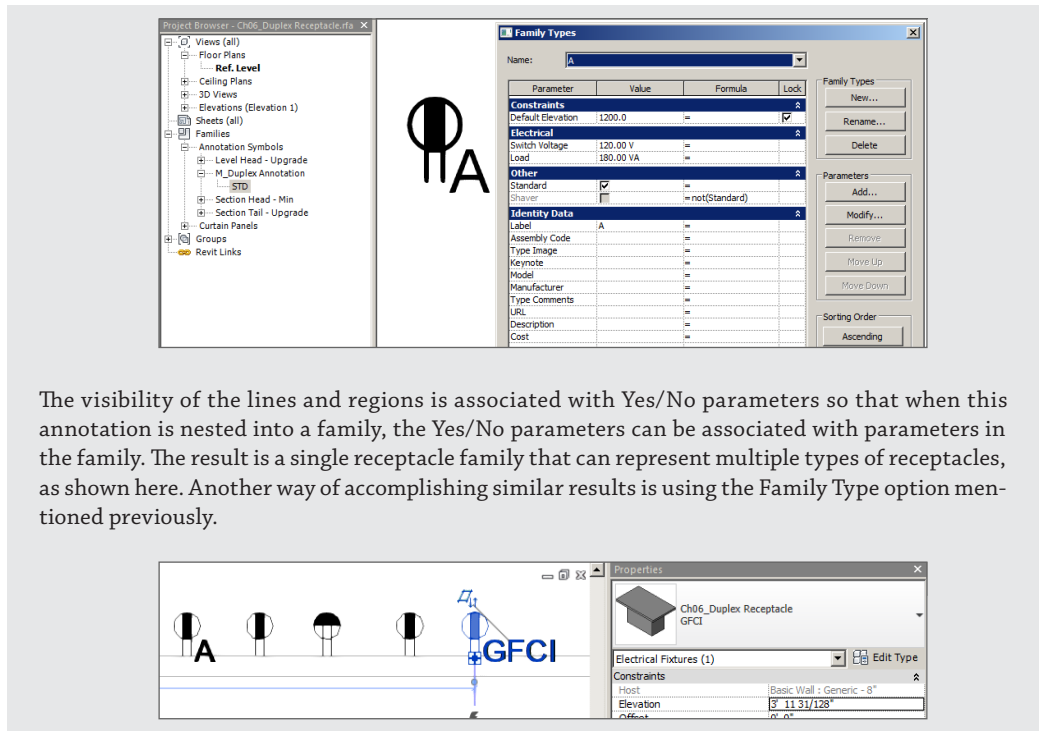 Project Browser - Ch06_Duplex Receptacle.rfa
Views (all)
Floor Plans
Ref. Level
Ceiling Plans
3D Views
Elevations (Elevation 1)
Sheets (all)
Families
Annotation Symbols
Level Head - Upgrade
M_Duplex Annotation
STD
Section Head - Min
Section Tail - Upgrade
Curtain Panels
Groups
Revit Links
A
Family Types
Name: A
Parameter Value Formula Lock
Constraints
Default Elevation 1200.0 =
Electrical
Switch Voltage 120.00 V =
Load 180.00 VA =
Other
Standard =
Shaver =not(Standard)
Identity Data
Label A =
Assembly Code =
Type Image =
Keynote =
Model =
Manufacturer =
Type Comments =
URL =
Description =
Cost =
Family Types
New...
Rename...
Delete
Parameters
Add...
Modify...
Remove
Move Up
Move Down
Sorting Order
Ascending
The visibility of the lines and regions is associated with Yes/No parameters so that when this
annotation is nested into a family, the Yes/No parameters can be associated with parameters in
the family. The result is a single receptacle family that can represent multiple types of receptacles,
as shown here. Another way of accomplishing similar results is using the Family Type option men-
tioned previously.
A
GFCI
Properties
Ch06_Duplex Receptacle
GFCI
Electrical Fixtures (1) Edit Type
Constraints
Host Basic Wall : Generic - 8"
Elevation 3' 11 31/128"
Offset 0' 0"